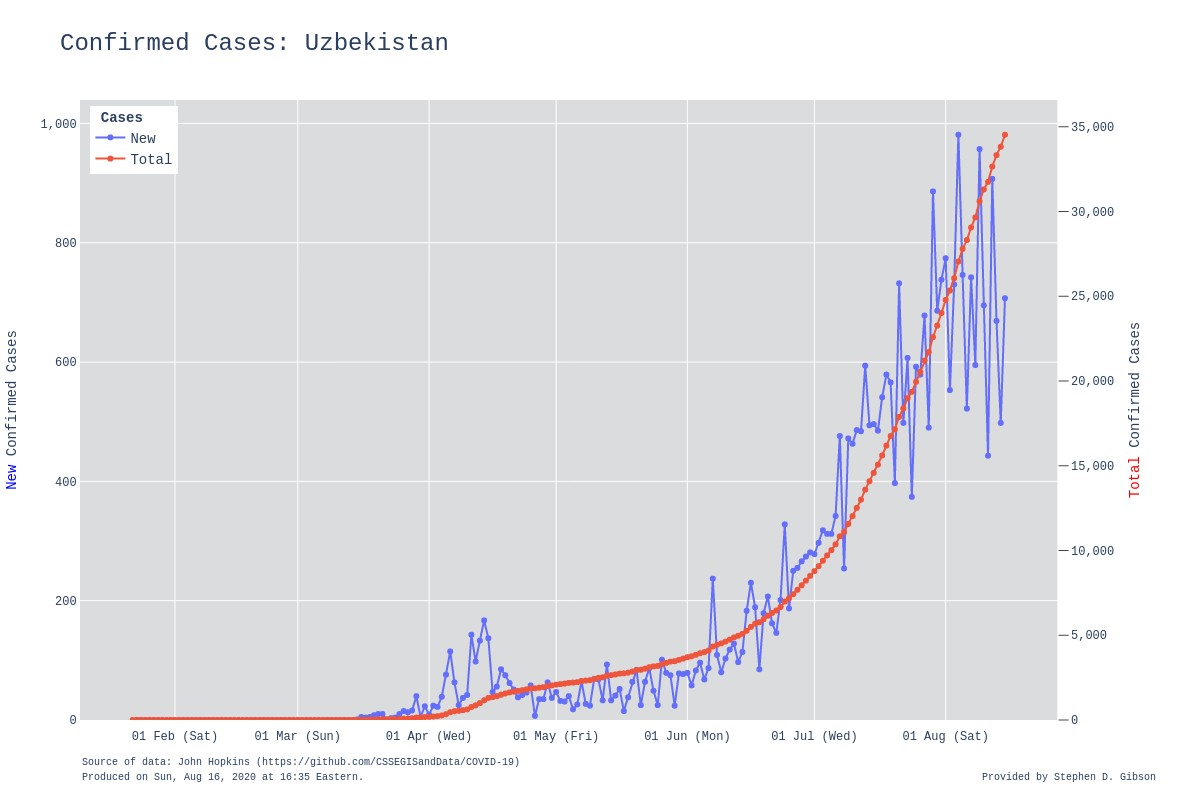 Confirmed Cases: Uzbekistan
Cases
New
Total
1,000
800
600
400
200
0
35,000
30,000
25,000
20,000
15,000
10,000
5,000
0
New Confirmed Cases
Total Confirmed Cases
01 Feb (Sat) 01 Mar (Sun) 01 Apr (Wed) 01 May (Fri) 01 Jun (Mon) 01 Jul (Wed) 01 Aug (Sat)
Source of data: John Hopkins (https://github.com/CSSEGISandData/COVID-19)
Produced on Sun, Aug 16, 2020 at 16:35 Eastern.
Provided by Stephen D. Gibson